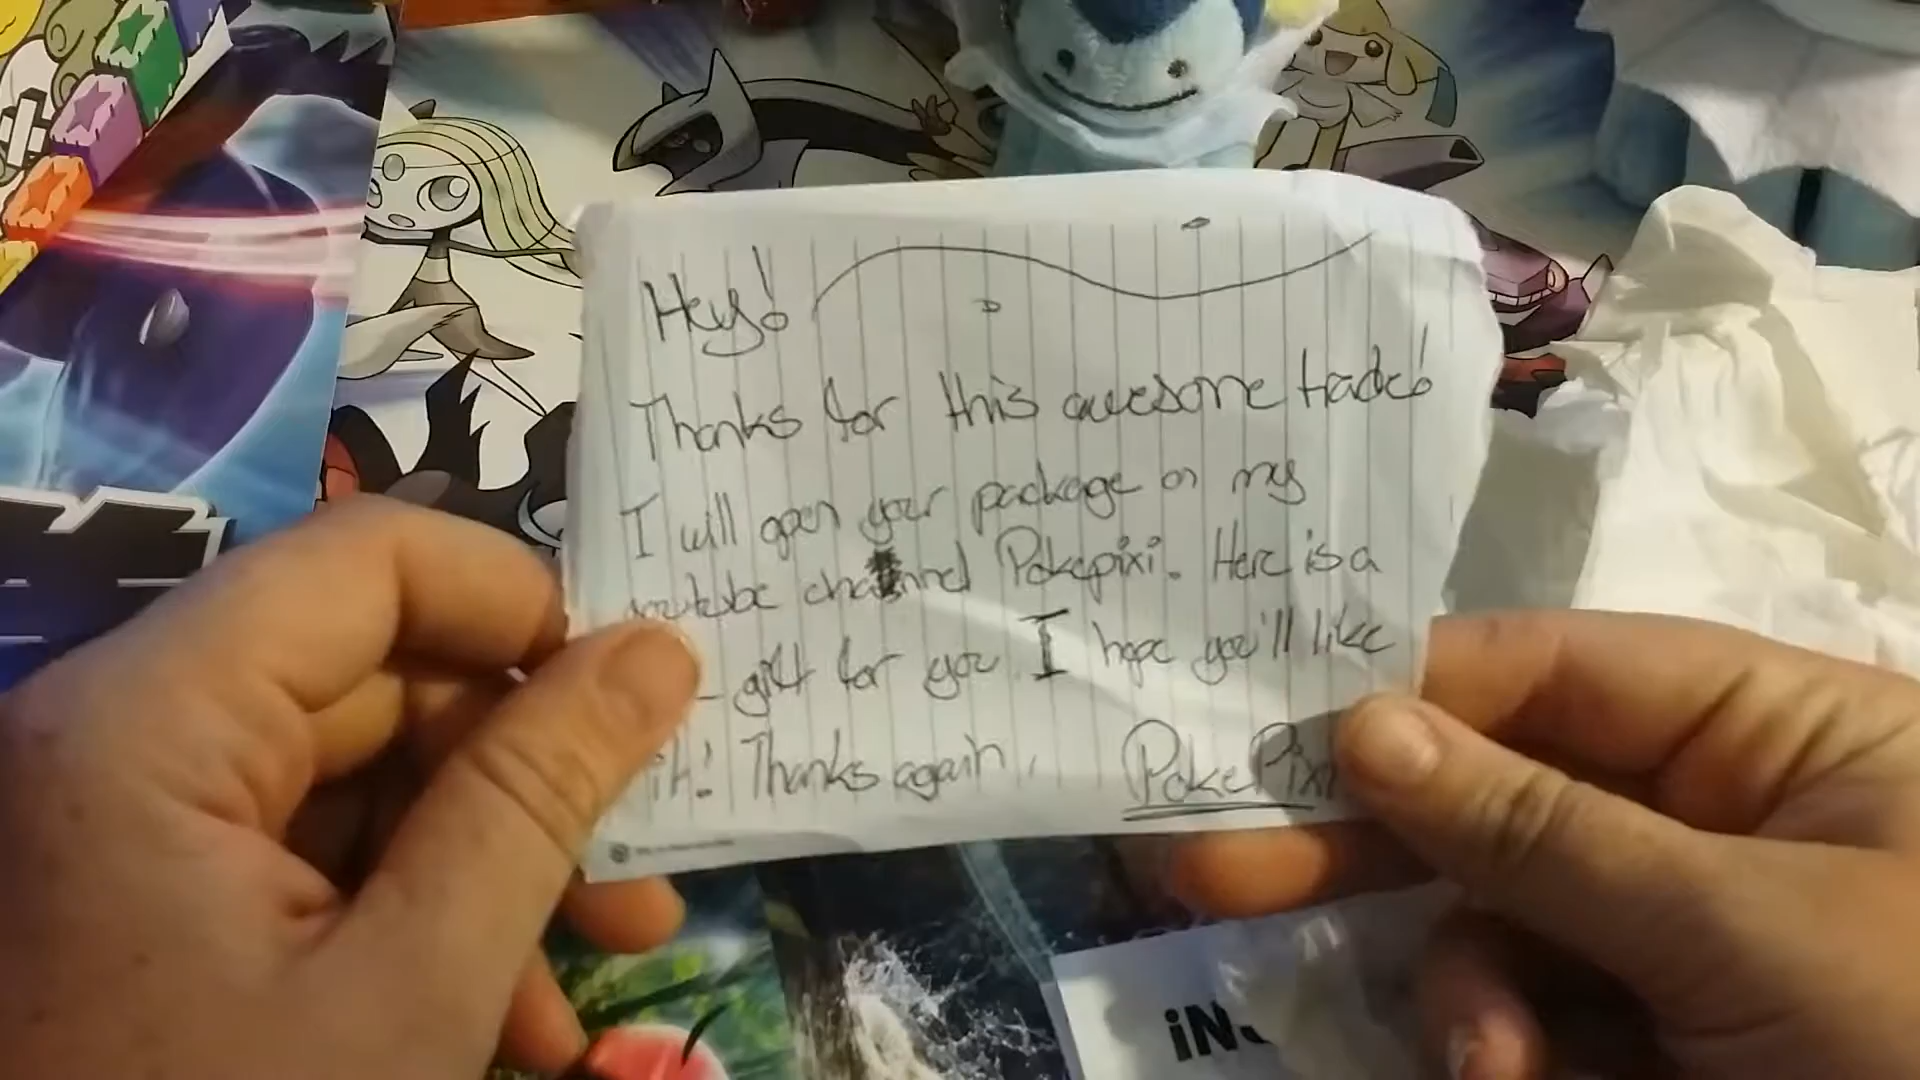 Hey!
Thanks for this awesome trade!
I will open your package on my
youtube channel Pokepixi. Here is a
gift for you I hope you'll like
it! Thanks again,
PokePixi
iN